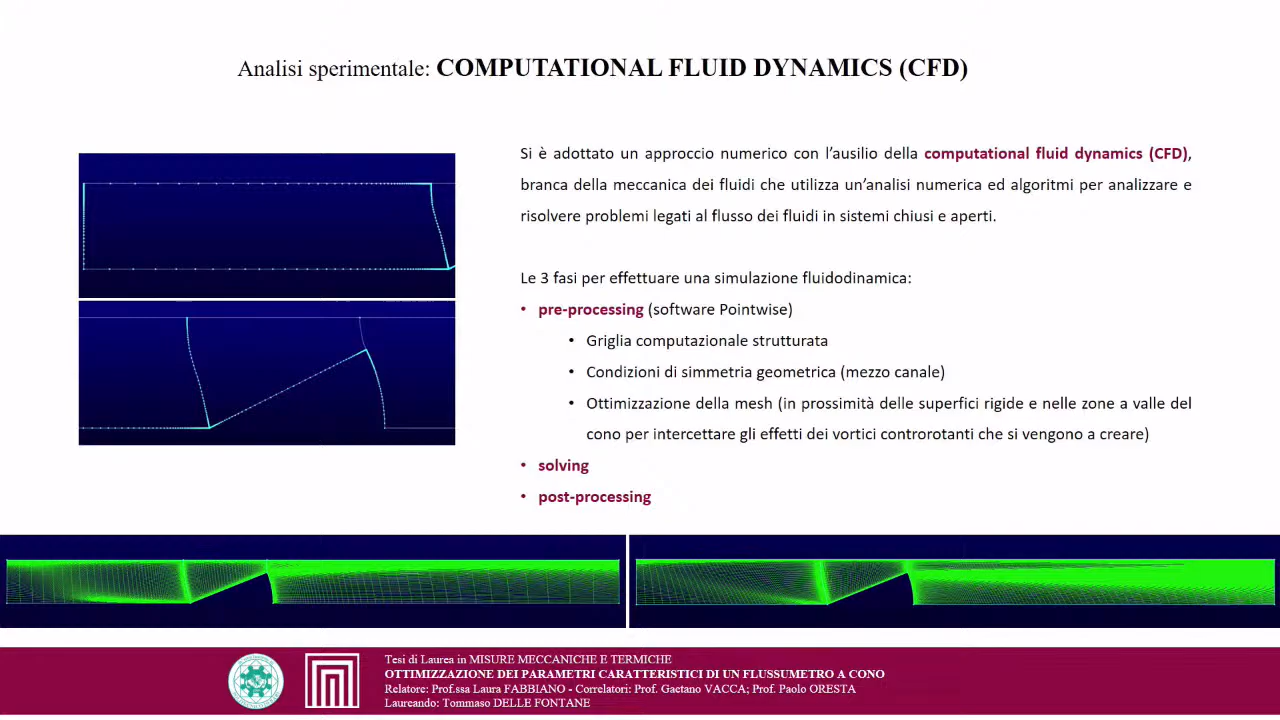 Analisi sperimentale: COMPUTATIONAL FLUID DYNAMICS (CFD)
Si è adottato un approccio numerico con l'ausilio della computational fluid dynamics (CFD),
branca della meccanica dei fluidi che utilizza un'analisi numerica ed algoritmi per analizzare e
risolvere problemi legati al flusso dei fluidi in sistemi chiusi e aperti.
Le 3 fasi per effettuare una simulazione fluidodinamica:
• pre-processing (software Pointwise)
• Griglia computazionale strutturata
• Condizioni di simmetria geometrica (mezzo canale)
• Ottimizzazione della mesh (in prossimità delle superfici rigide e nelle zone a valle del
cono per intercettare gli effetti dei vortici controrotanti che si vengono a creare)
• solving
• post-processing
Tesi di Laurea in MISURE MECCANICHE E TERMICHE
OTTIMIZZAZIONE DEI PARAMETRI CARATTERISTICI DI UN FLUSSUMETRO A CONO
Relatore: Prof.ssa Laura FABBIANO - Correlatori: Prof. Gaetano VACCA; Prof. Paolo ORESTA
Laureando: Tommaso DELLE FONTANE